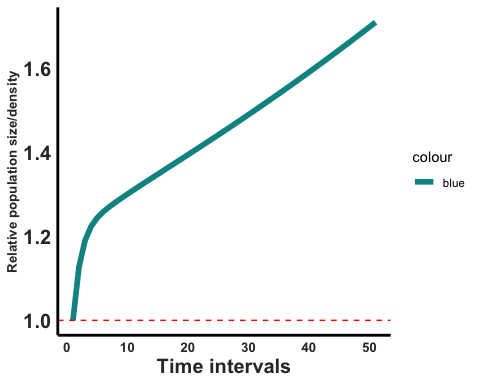 Relative population size/density
1.6
1.4
1.2
1.0
0 10 20 30 40 50
Time intervals
colour
blue